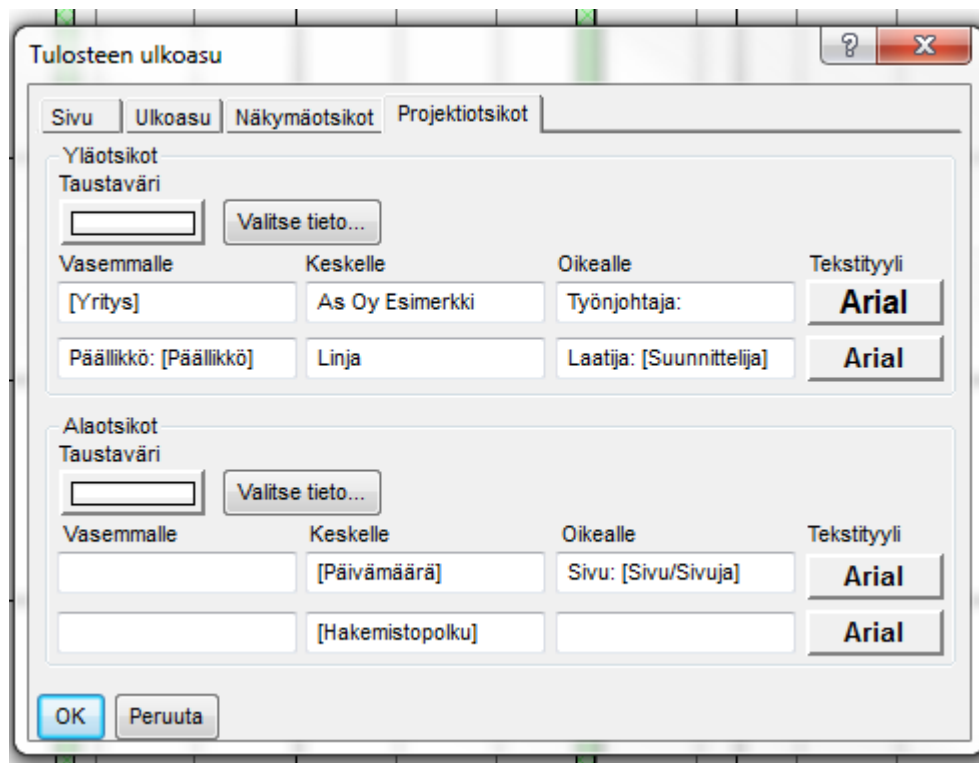 Tulosteen ulkoasu
Sivu Ulkoasu Näkymäotsikot Projektiotsikot
Yläotsikot
Taustaväri
Valitse tieto...
Vasemmalle Keskelle Oikealle Tekstityyli
[Yritys] As Oy Esimerkki Työnjohtaja: Arial
Päällikkö: [Päällikkö] Linja Laatija: [Suunnittelija] Arial
Alaotsikot
Taustaväri
Valitse tieto...
Vasemmalle Keskelle Oikealle Tekstityyli
[Päivämäärä] Sivu: [Sivu/Sivuja] Arial
[Hakemistopolku] Arial
OK Peruuta